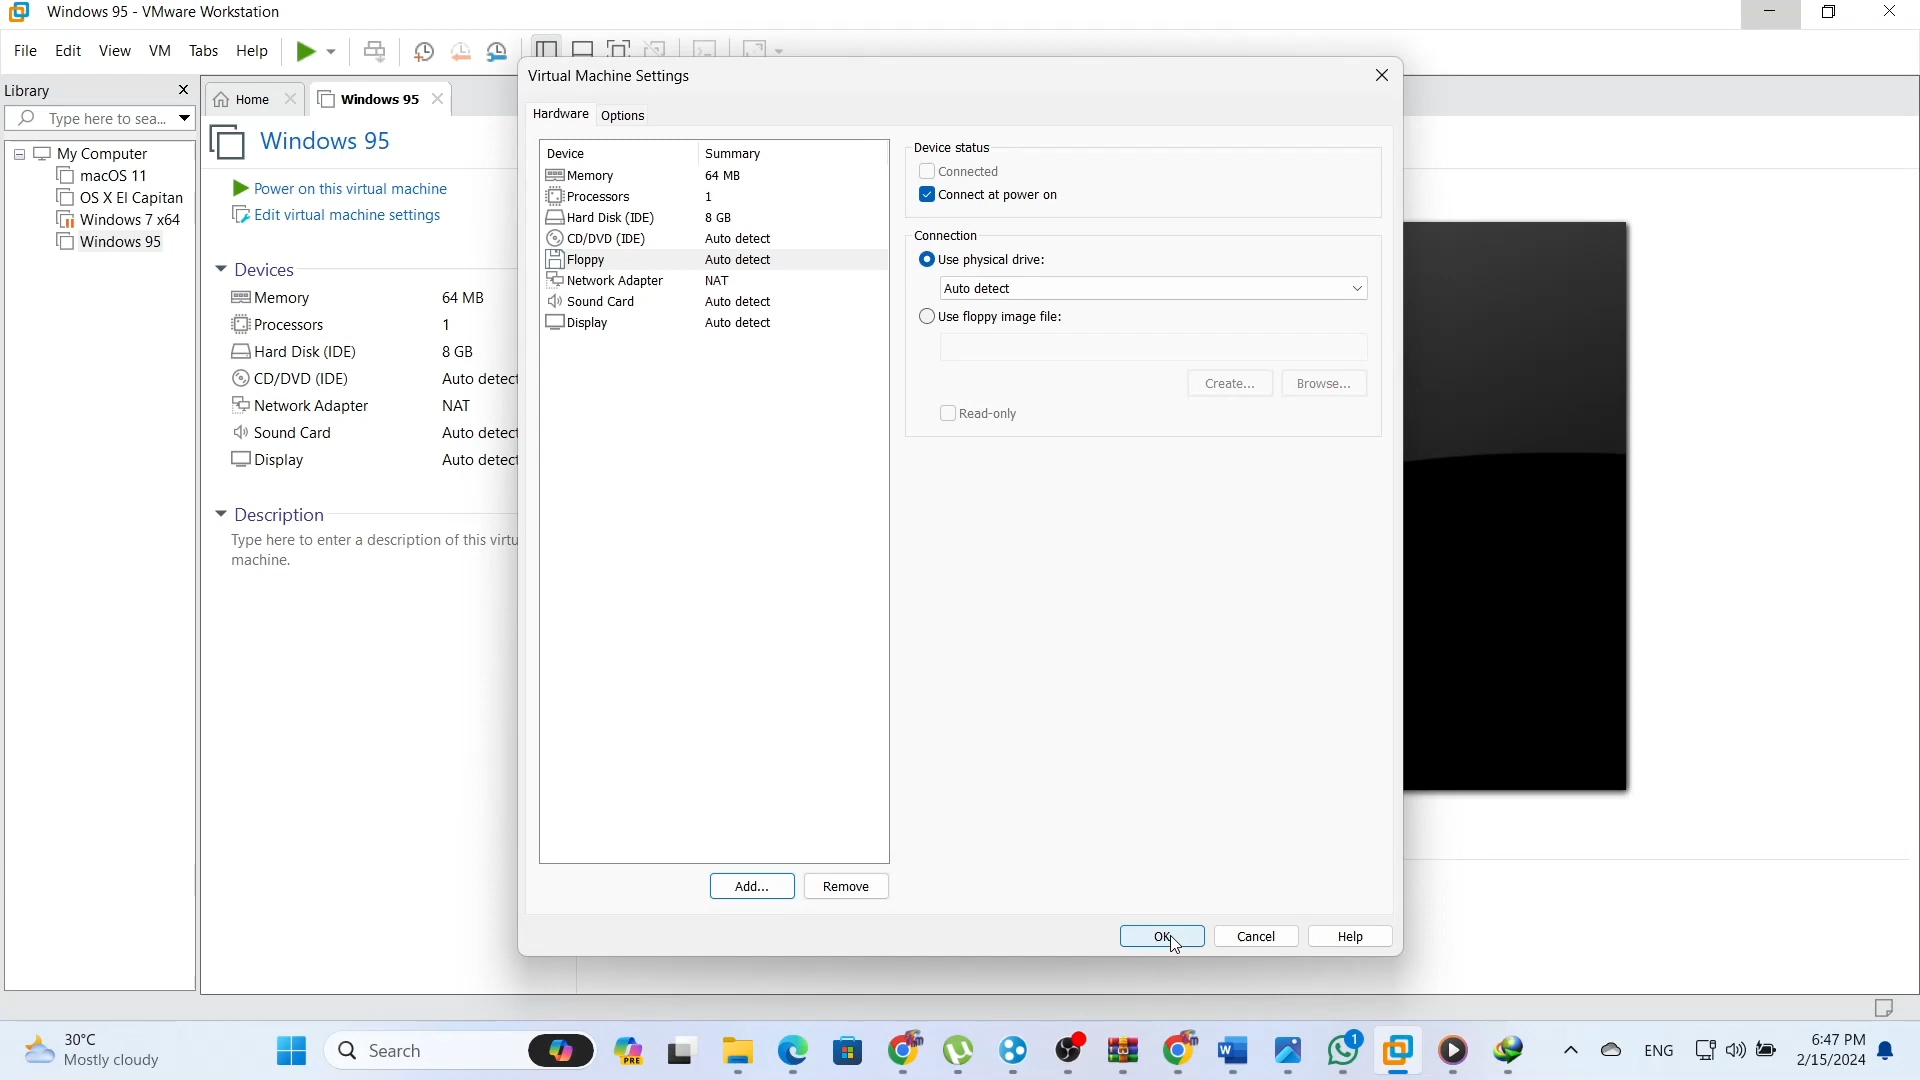 Windows 95 - VMware Workstation
File Edit View VM Tabs Help
Library
Type here to sea...
My Computer
macOS 11
OS X El Capitan
Windows 7 x64
Windows 95
Home
Windows 95
Windows 95
Power on this virtual machine
Edit virtual machine settings
Devices
Memory 64 MB
Processors 1
Hard Disk (IDE) 8 GB
CD/DVD (IDE) Auto detect
Network Adapter NAT
Sound Card Auto detect
Display Auto detect
Description
Type here to enter a description of this virtu
machine.
Virtual Machine Settings
Hardware Options
Device Summary
Memory 64 MB
Processors 1
Hard Disk (IDE) 8 GB
CD/DVD (IDE) Auto detect
Floppy Auto detect
Network Adapter NAT
Sound Card Auto detect
Display Auto detect
Add... Remove
Device status
Connected
Connect at power on
Connection
Use physical drive:
Auto detect
Use floppy image file:
Create... Browse...
Read-only
OK Cancel Help
30°C
Mostly cloudy
Search
PRE
1
ENG
6:47 PM
2/15/2024